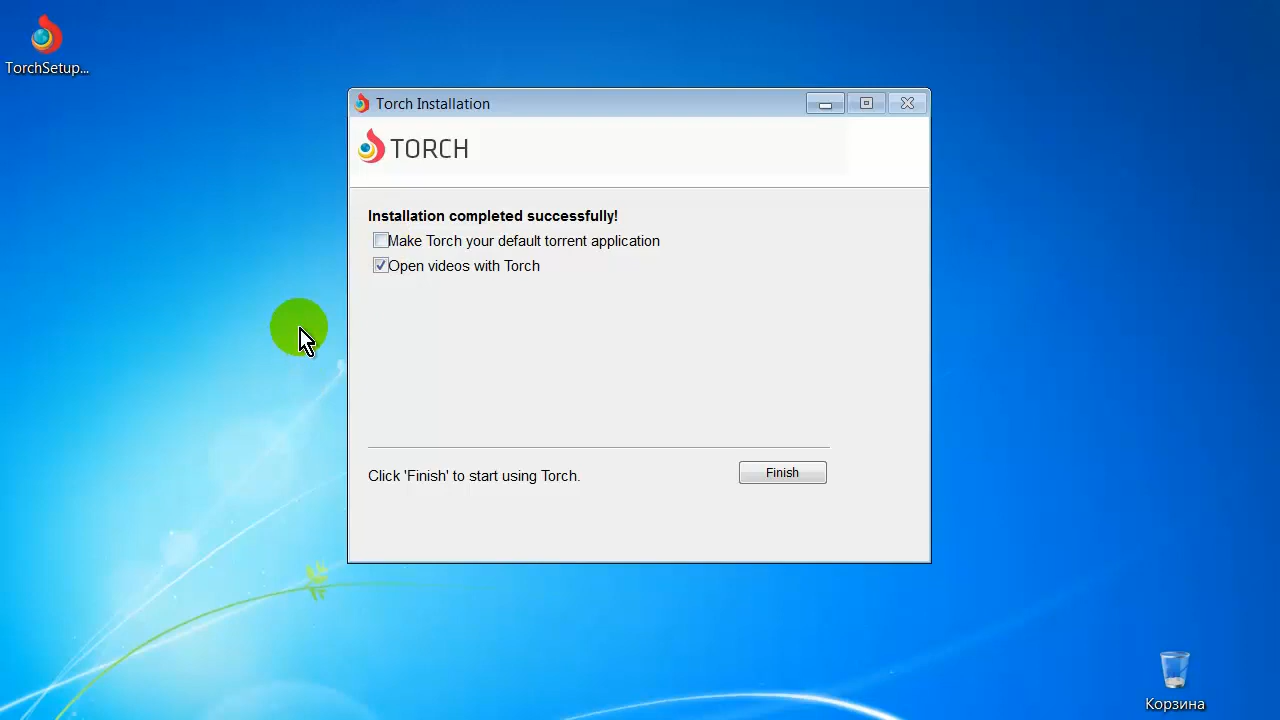 TorchSetup...
Torch Installation
TORCH
Installation completed successfully!
Make Torch your default torrent application
Open videos with Torch
Click 'Finish' to start using Torch.
Finish
Корзина